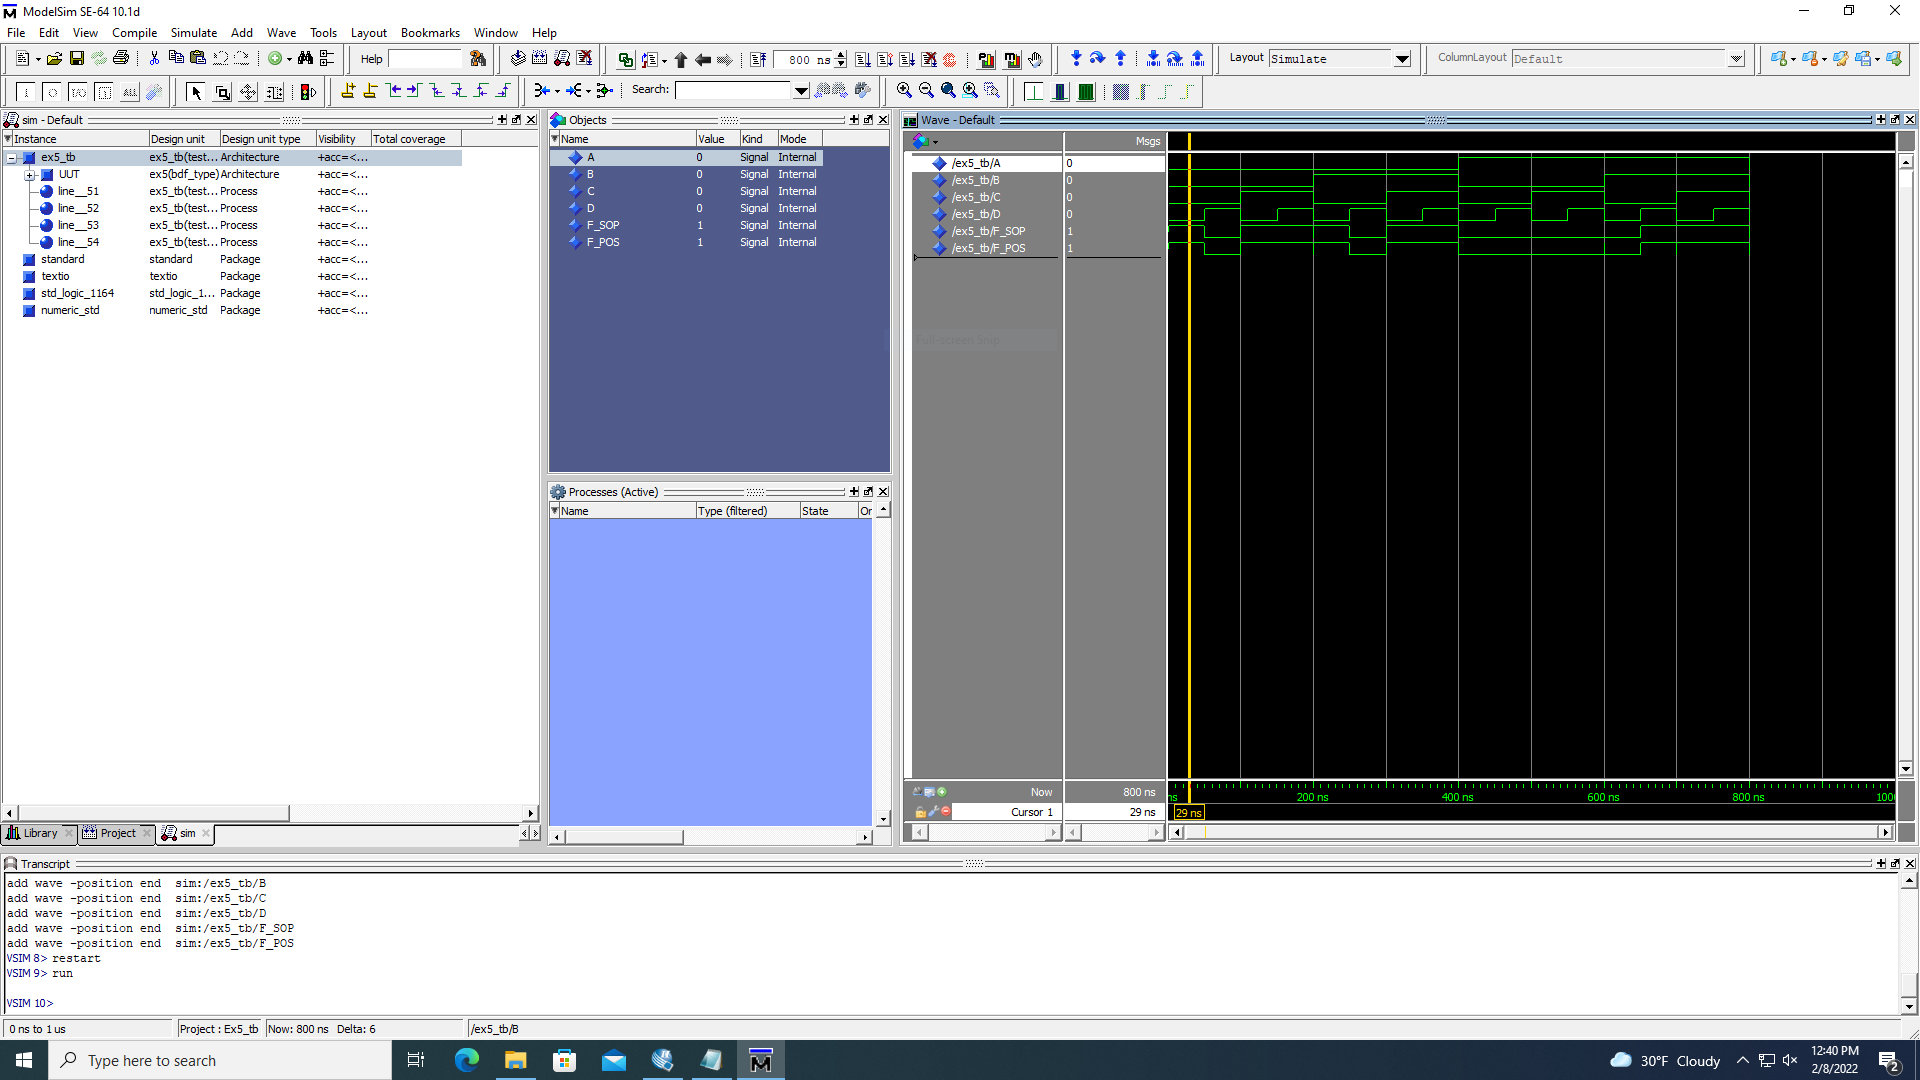 ModelSim SE-64 10.1d
File Edit View Compile Simulate Add Wave Tools Layout Bookmarks Window Help
Help
800 ns
Layout Simulate
ColumnLayout Default
ALL
Search:
sim - Default
Instance Design unit Design unit type Visibility Total coverage
ex5_tb ex5_tb(test... Architecture +acc=<...
UUT ex5(bdf_type) Architecture +acc=<...
line__51 ex5_tb(test... Process +acc=<...
line__52 ex5_tb(test... Process +acc=<...
line__53 ex5_tb(test... Process +acc=<...
line__54 ex5_tb(test... Process +acc=<...
standard standard Package +acc=<...
textio textio Package +acc=<...
std_logic_1164 std_logic_1... Package +acc=<...
numeric_std numeric_std Package +acc=<...
Library Project sim
Objects
Name Value Kind Mode
A 0 Signal Internal
B 0 Signal Internal
C 0 Signal Internal
D 0 Signal Internal
F_SOP 1 Signal Internal
F_POS 1 Signal Internal
Processes (Active)
Name Type (filtered) State Or
Wave - Default
Msgs
/ex5_tb/A 0
/ex5_tb/B 0
/ex5_tb/C 0
/ex5_tb/D 0
/ex5_tb/F_SOP 1
/ex5_tb/F_POS 1
Full-screen Snip
Now 800 ns
ns 200 ns 400 ns 600 ns 800 ns 100
Cursor 1 29 ns
29 ns
Transcript
add wave -position end sim:/ex5_tb/B
add wave -position end sim:/ex5_tb/C
add wave -position end sim:/ex5_tb/D
add wave -position end sim:/ex5_tb/F_SOP
add wave -position end sim:/ex5_tb/F_POS
VSIM 8> restart
VSIM 9> run
VSIM 10>
0 ns to 1 us Project : Ex5_tb Now: 800 ns Delta: 6 /ex5_tb/B
Type here to search
30°F Cloudy
12:40 PM
2/8/2022
2